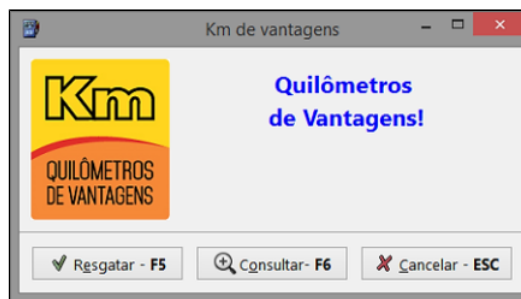 Km de vantagens
Km
QUILÔMETROS
DE VANTAGENS
Quilômetros
de Vantagens!
Resgatar - F5
Consultar- F6
Cancelar - ESC